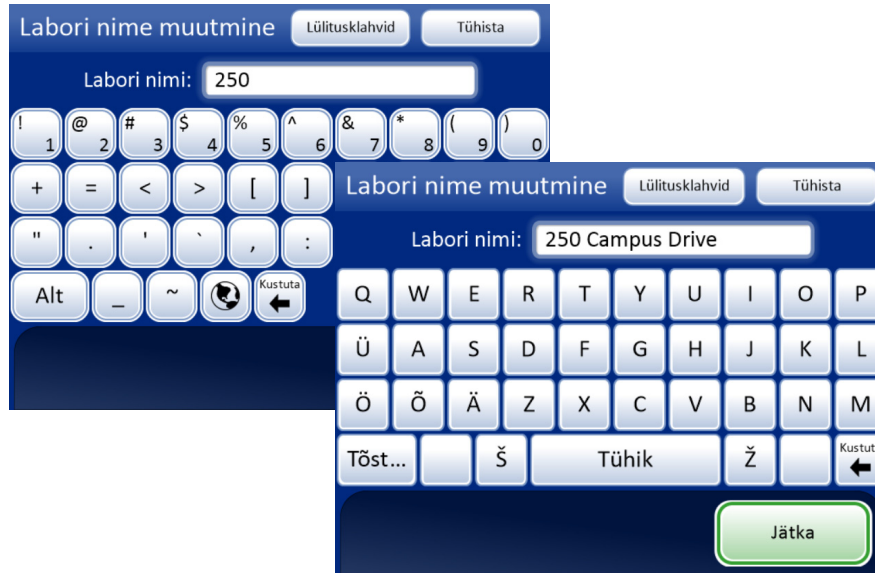 Labori nime muutmine Lülitusklahvid Tühista
Labori nimi: 250
! 1 @ 2 # 3 $ 4 % 5 ^ 6 & 7 * 8 ( 9 ) 0
+ = < > [ ]
" . ' ` , :
Alt _ ~ Kustuta
Labori nime muutmine Lülitusklahvid Tühista
Labori nimi: 250 Campus Drive
Q W E R T Y U I O P
Ü A S D F G H J K L
Ö Õ Ä Z X C V B N M
Tõst... Š Tühik Ž Kustut
Jätka